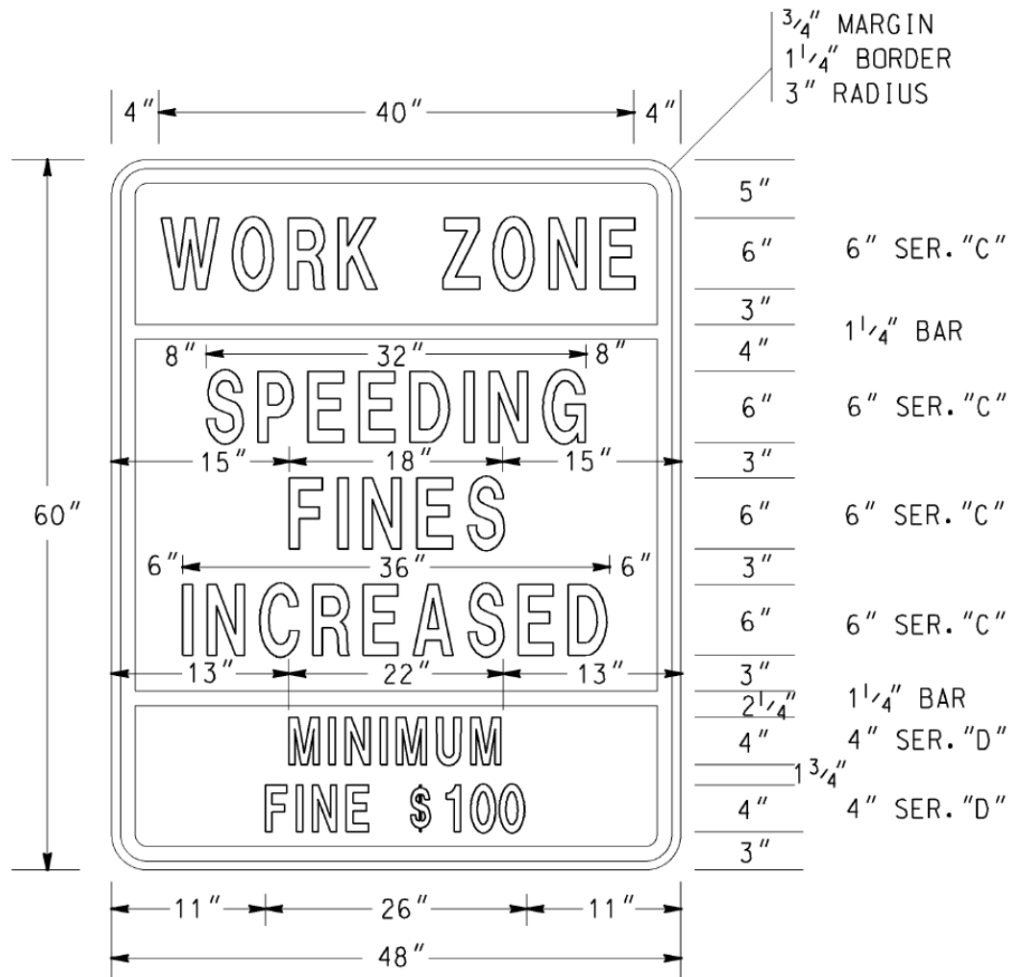 3/4" MARGIN
1 1/4" BORDER
3" RADIUS
4" 40" 4"
5"
WORK ZONE 6" 6" SER. "C"
3"
1 1/4" BAR
8" 32" 8" 4"
SPEEDING 6" 6" SER. "C"
15" 18" 15" 3"
60" FINES 6" 6" SER. "C"
6" 36" 6" 3"
INCREASED 6" 6" SER. "C"
13" 22" 13" 3"
2 1/4" 1 1/4" BAR
MINIMUM 4" 4" SER. "D"
1 3/4"
FINE $100 4" 4" SER. "D"
3"
11" 26" 11"
48"